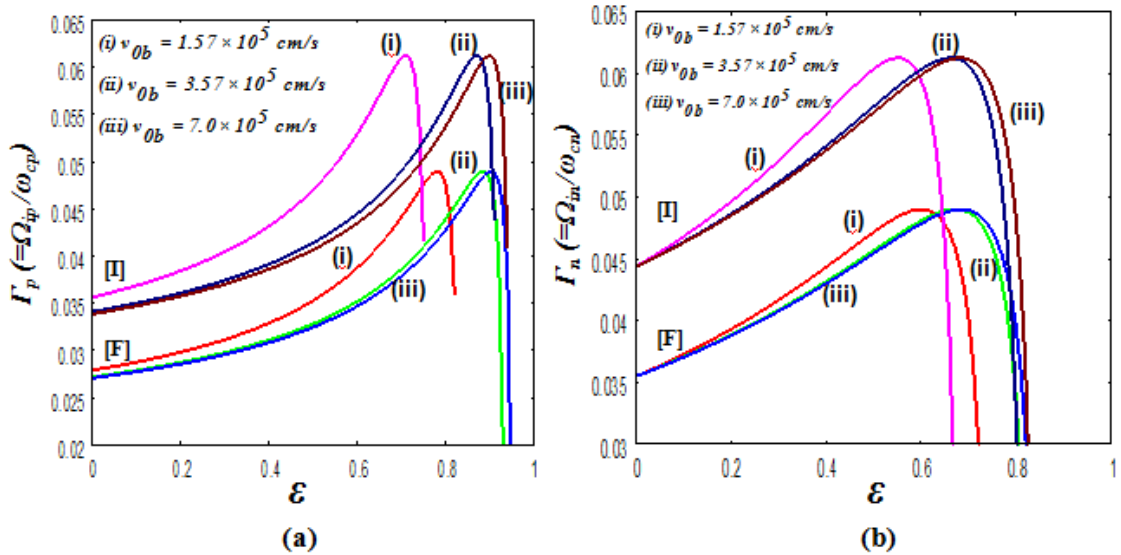 (i) v0b = 1.57 × 10^5 cm/s
(ii) v0b = 3.57 × 10^5 cm/s
(iii) v0b = 7.0 × 10^5 cm/s
(i)
(ii)
(iii)
(ii)
(i)
(iii)
[I]
[F]
Γp (=Ωip/ωcp)
0.065
0.06
0.055
0.05
0.045
0.04
0.035
0.03
0.025
0.02
0 0.2 0.4 0.6 0.8 1
ε
(a)
(i) v0b = 1.57 × 10^5 cm/s
(ii) v0b = 3.57 × 10^5 cm/s
(iii) v0b = 7.0 × 10^5 cm/s
(ii)
(iii)
(i)
(i)
(ii)
(iii)
[I]
[F]
Γn (=Ωin/ωcn)
0.065
0.06
0.055
0.05
0.045
0.04
0.035
0.03
0 0.2 0.4 0.6 0.8 1
ε
(b)